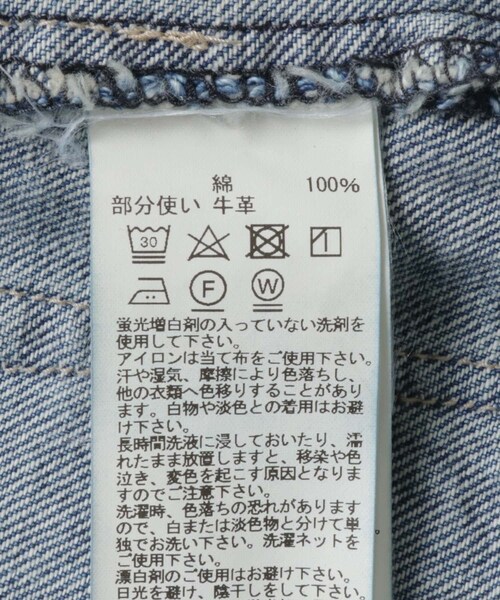 綿 100%
部分使い 牛革
30
F W
蛍光増白剤の入っていない洗剤を
使用して下さい。
アイロンは当て布をご使用下さい。
汗や湿気、摩擦により色落ちし、
他の衣類へ色移りすることがあり
ます。白物や淡色との着用はお避
け下さい。
長時間洗液に浸しておいたり、濡
れたまま放置しますと、移染や色
泣き、変色を起こす原因となりま
すのでご注意下さい。
洗濯時、色落ちの恐れがあります
ので、白または淡色物と分けて単
独でお洗い下さい。洗濯ネットを
ご使用下さい。
漂白剤のご使用はお避け下さい。
日光を避け、陰干しをして下さい。